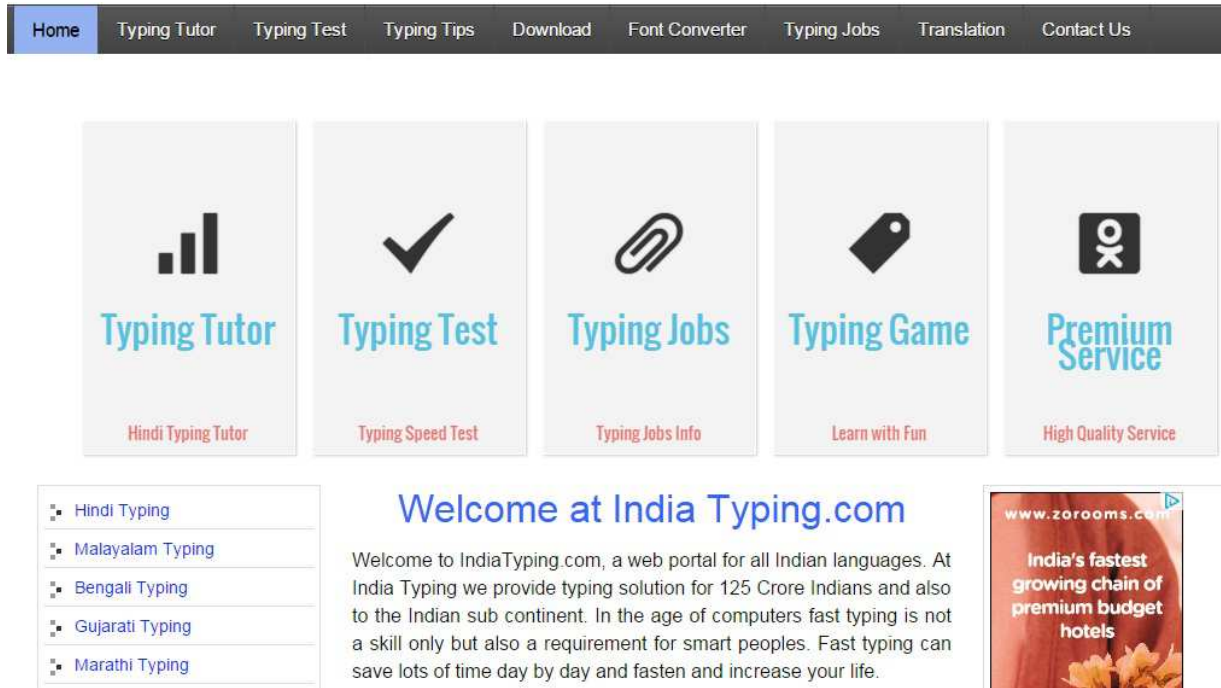 Home Typing Tutor Typing Test Typing Tips Download Font Converter Typing Jobs Translation Contact Us
Typing Tutor
Hindi Typing Tutor
Typing Test
Typing Speed Test
Typing Jobs
Typing Jobs Info
Typing Game
Learn with Fun
Premium
Service
High Quality Service
Hindi Typing
Malayalam Typing
Bengali Typing
Gujarati Typing
Marathi Typing
Welcome at India Typing.com
Welcome to IndiaTyping.com, a web portal for all Indian languages. At
India Typing we provide typing solution for 125 Crore Indians and also
to the Indian sub continent. In the age of computers fast typing is not
a skill only but also a requirement for smart peoples. Fast typing can
save lots of time day by day and fasten and increase your life.
www.zorooms.com
India's fastest
growing chain of
premium budget
hotels